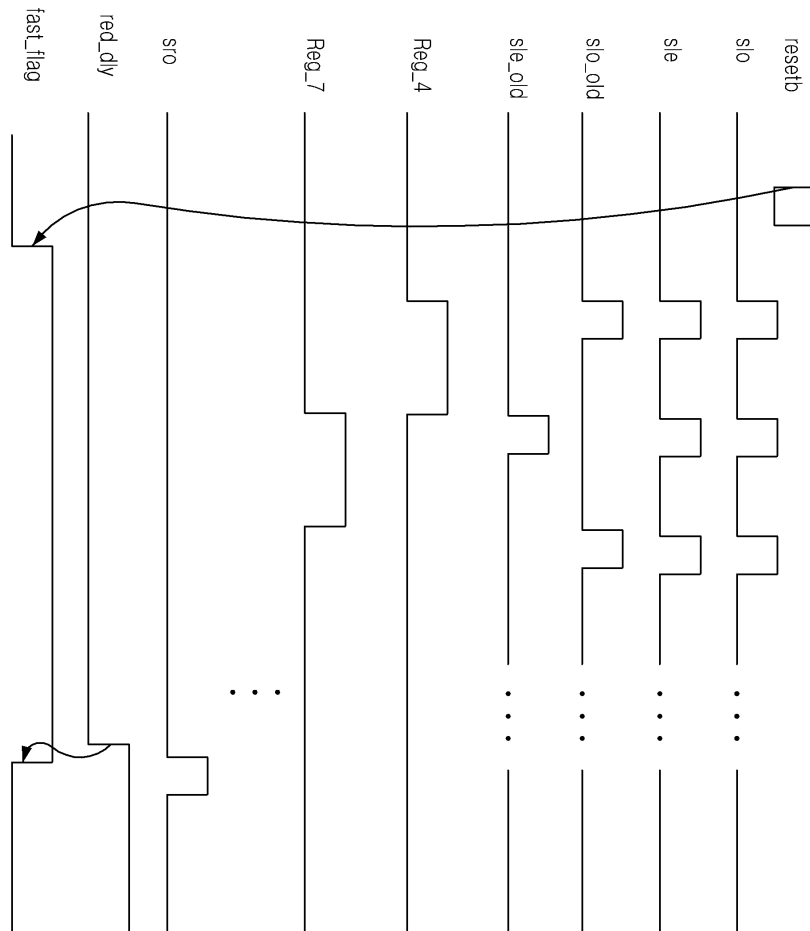 resetb
slo
sle
slo_old
sle_old
Reg_4
Reg_7
sro
red_dly
fast_flag